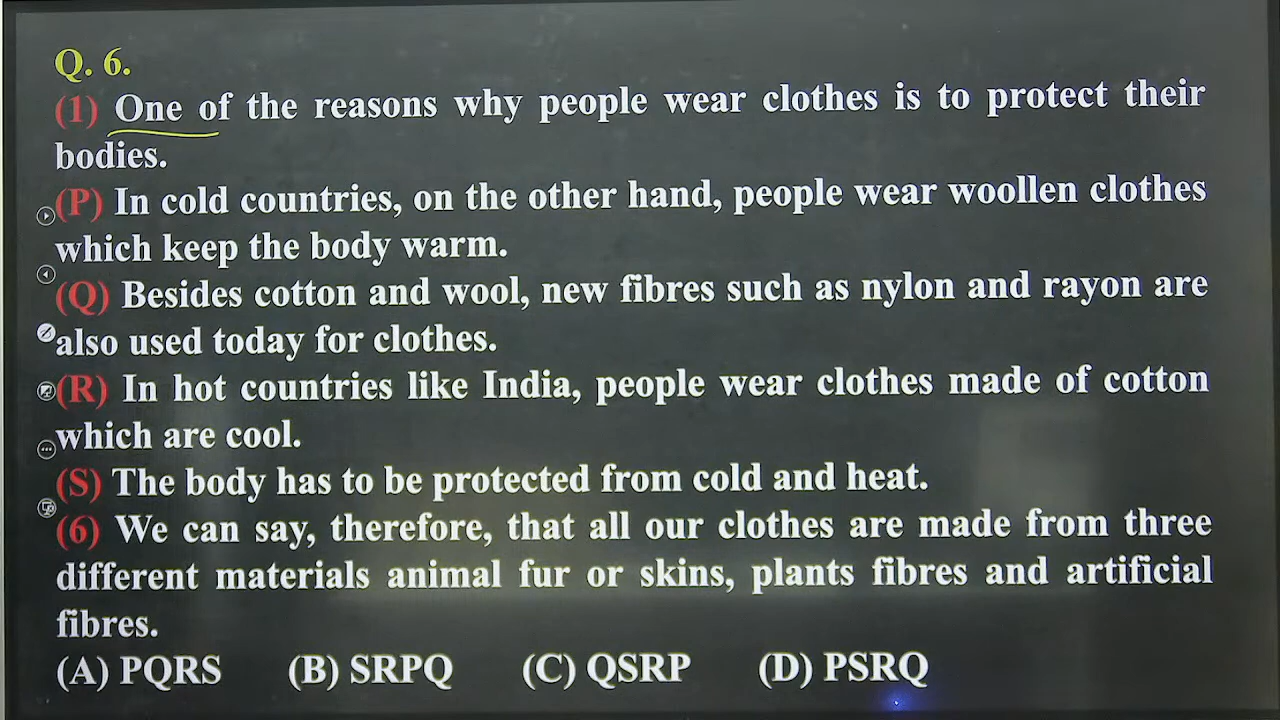 Q. 6.
(1) One of the reasons why people wear clothes is to protect their
bodies.
(P) In cold countries, on the other hand, people wear woollen clothes
which keep the body warm.
(Q) Besides cotton and wool, new fibres such as nylon and rayon are
also used today for clothes.
(R) In hot countries like India, people wear clothes made of cotton
which are cool.
(S) The body has to be protected from cold and heat.
(6) We can say, therefore, that all our clothes are made from three
different materials animal fur or skins, plants fibres and artificial
fibres.
(A) PQRS (B) SRPQ (C) QSRP (D) PSRQ